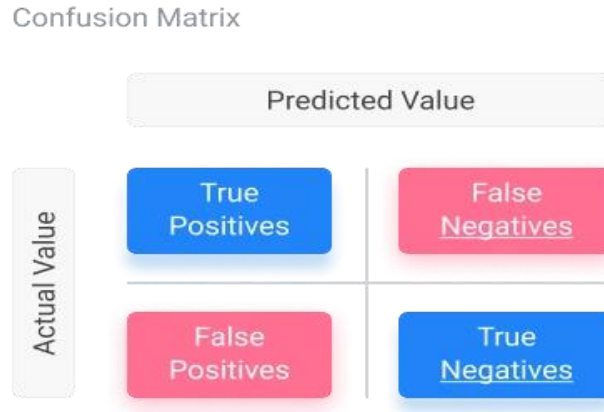 Confusion Matrix
Predicted Value
Actual Value
True
Positives
False
Negatives
False
Positives
True
Negatives